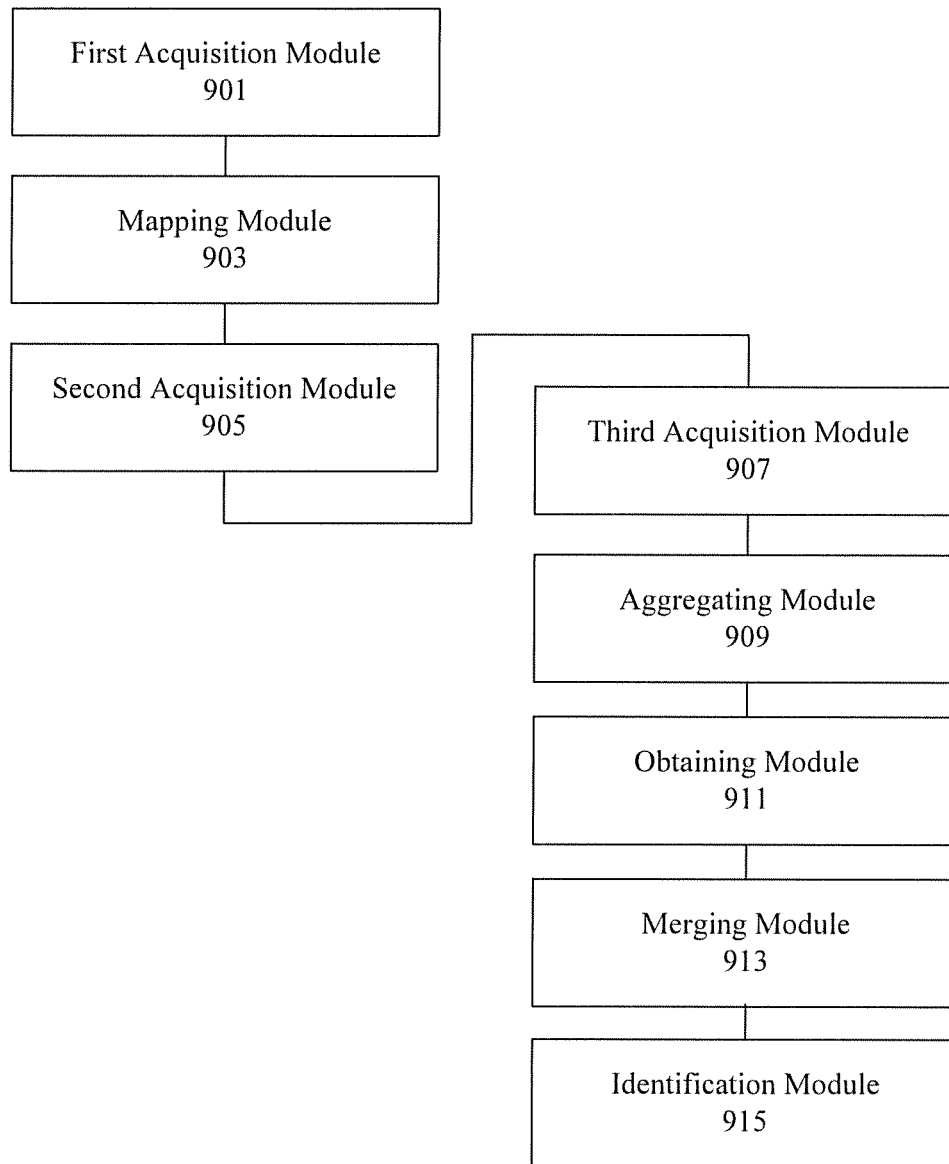 First Acquisition Module
901
Mapping Module
903
Second Acquisition Module
905
Third Acquisition Module
907
Aggregating Module
909
Obtaining Module
911
Merging Module
913
Identification Module
915